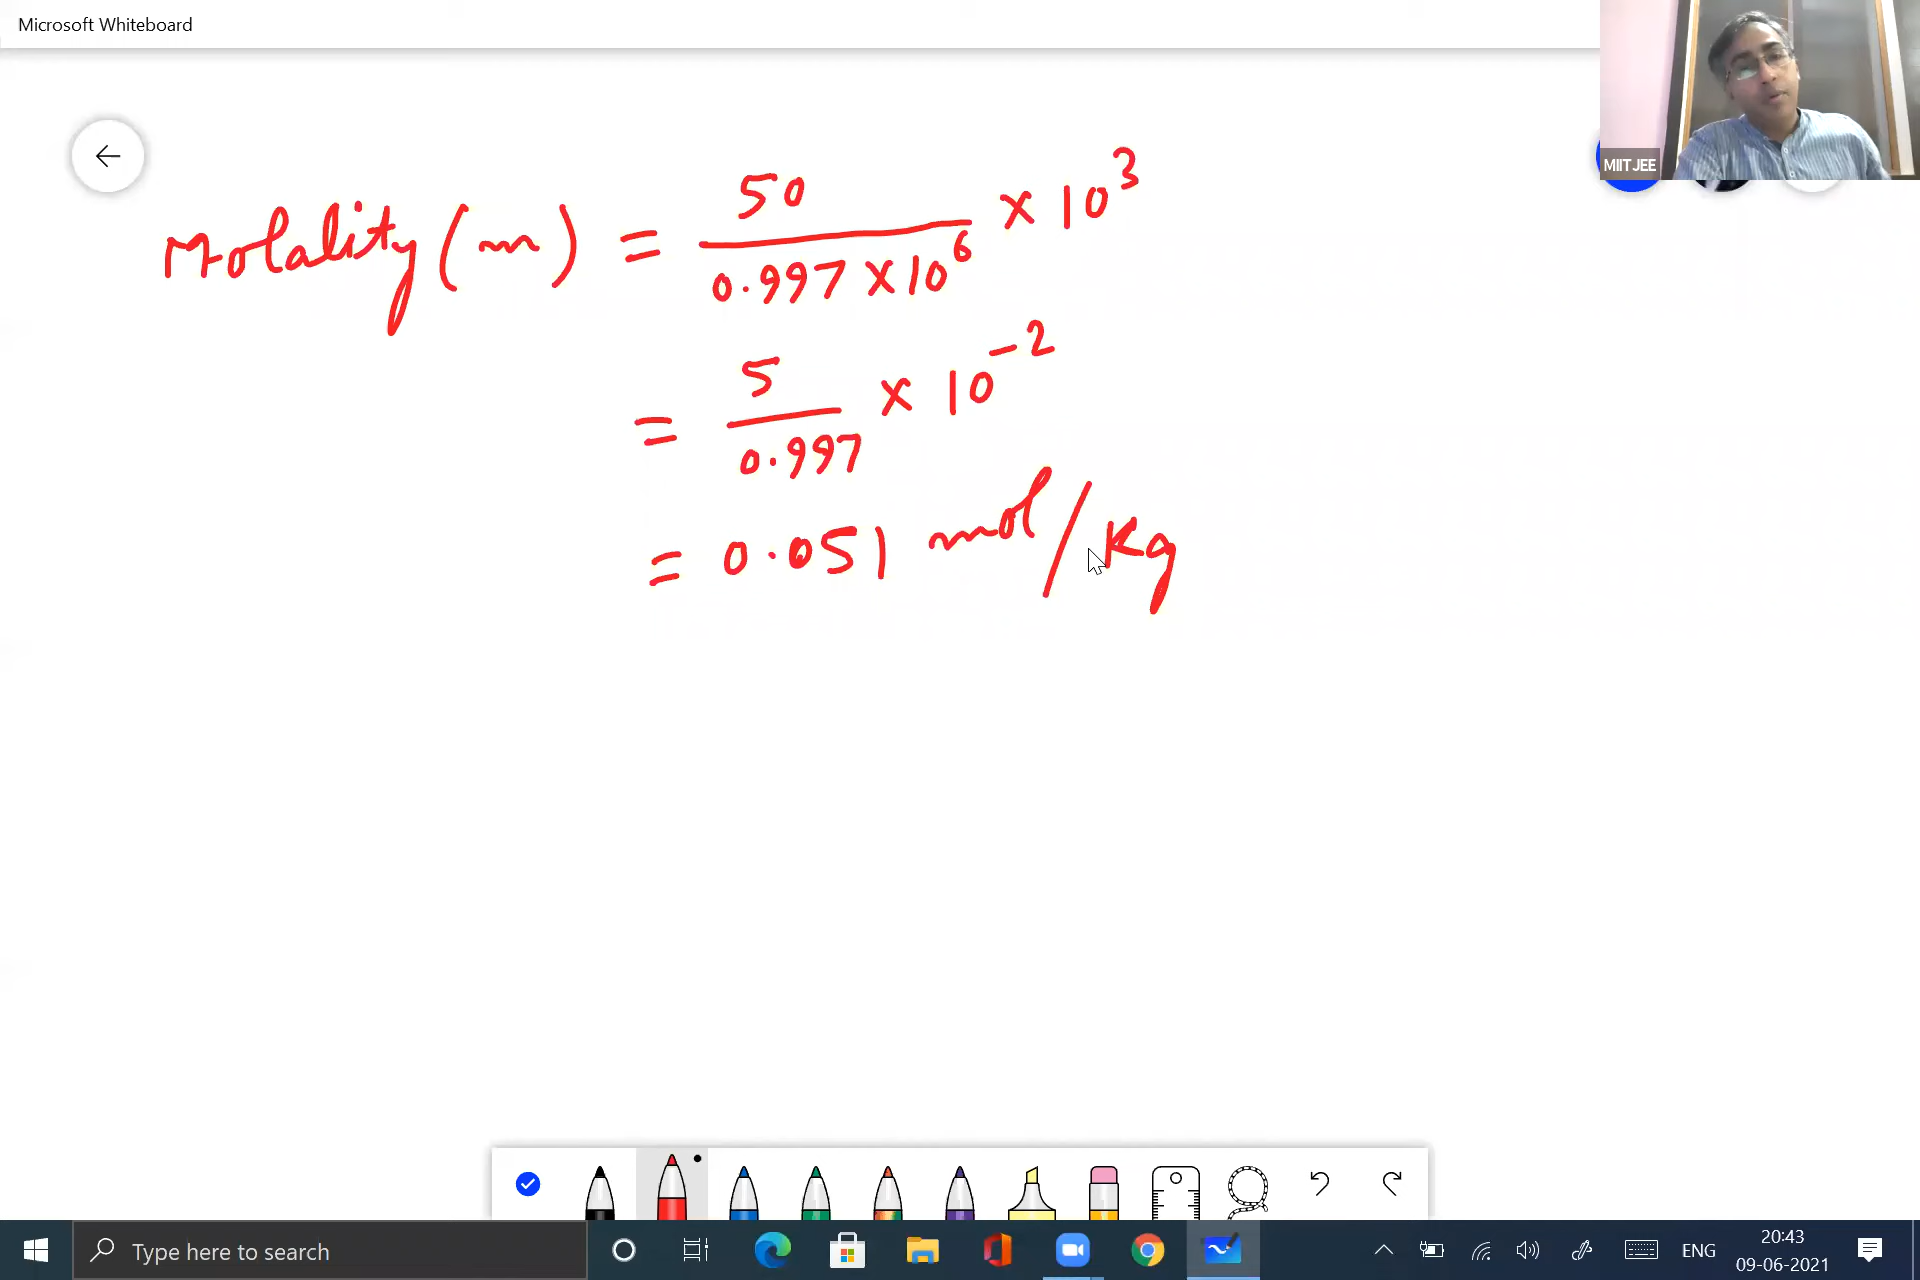 Microsoft Whiteboard
MIIT JEE
Molality (m) = 50 / 0.997 × 10^6 × 10^3
= 5 / 0.997 × 10^-2
= 0.051 mol/Kg
Type here to search
ENG
20:43
09-06-2021